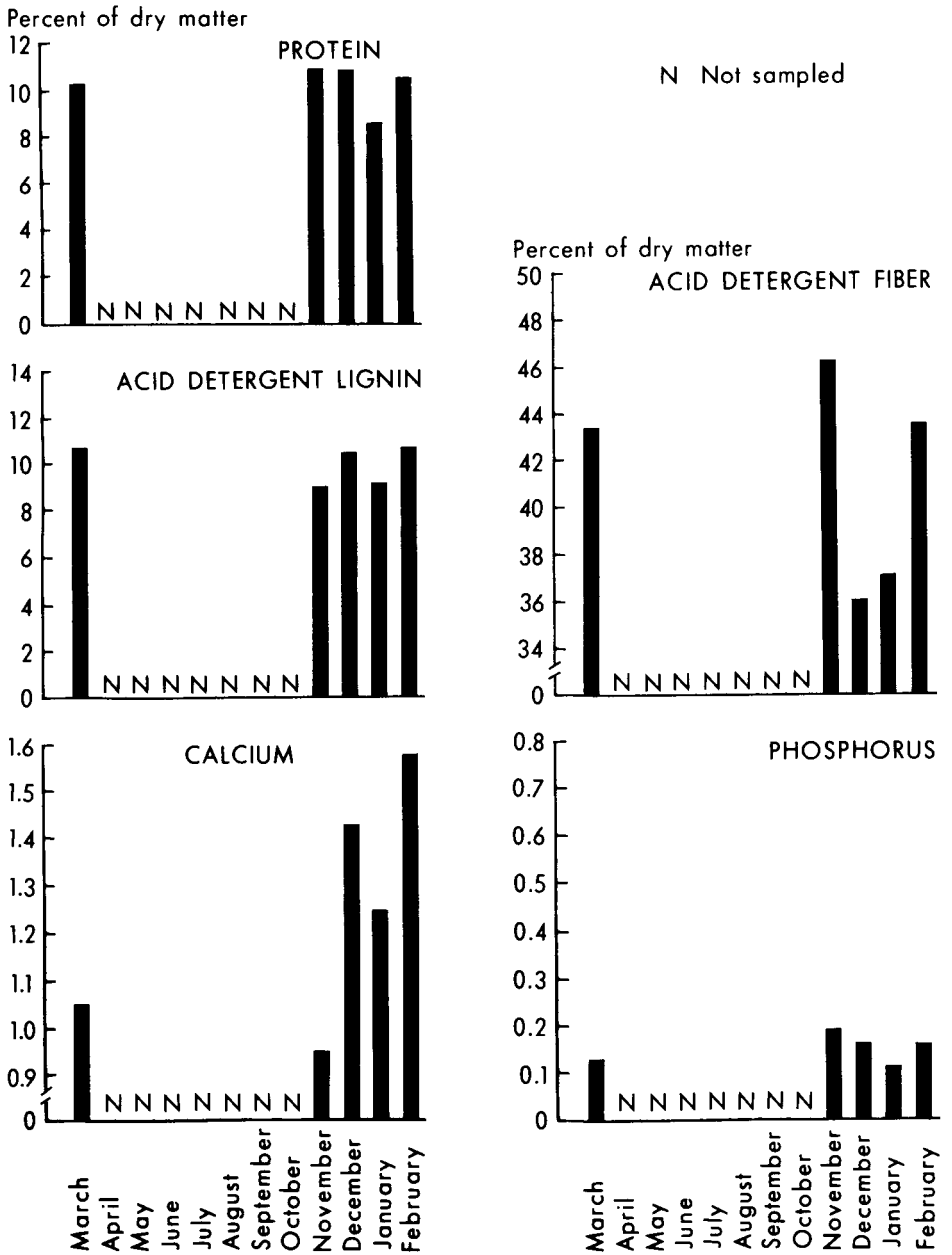 Percent of dry matter
PROTEIN
12
10
8
6
4
2
0
N N N N N N N
N Not sampled
ACID DETERGENT LIGNIN
14
12
10
8
6
4
2
0
N N N N N N N
Percent of dry matter
ACID DETERGENT FIBER
50
48
46
44
42
40
38
36
34
0
N N N N N N N
CALCIUM
1.6
1.5
1.4
1.3
1.2
1.1
1.0
0.9
0
N N N N N N N
March
April
May
June
July
August
September
October
November
December
January
February
PHOSPHORUS
0.8
0.7
0.6
0.5
0.4
0.3
0.2
0.1
0
N N N N N N N
March
April
May
June
July
August
September
October
November
December
January
February